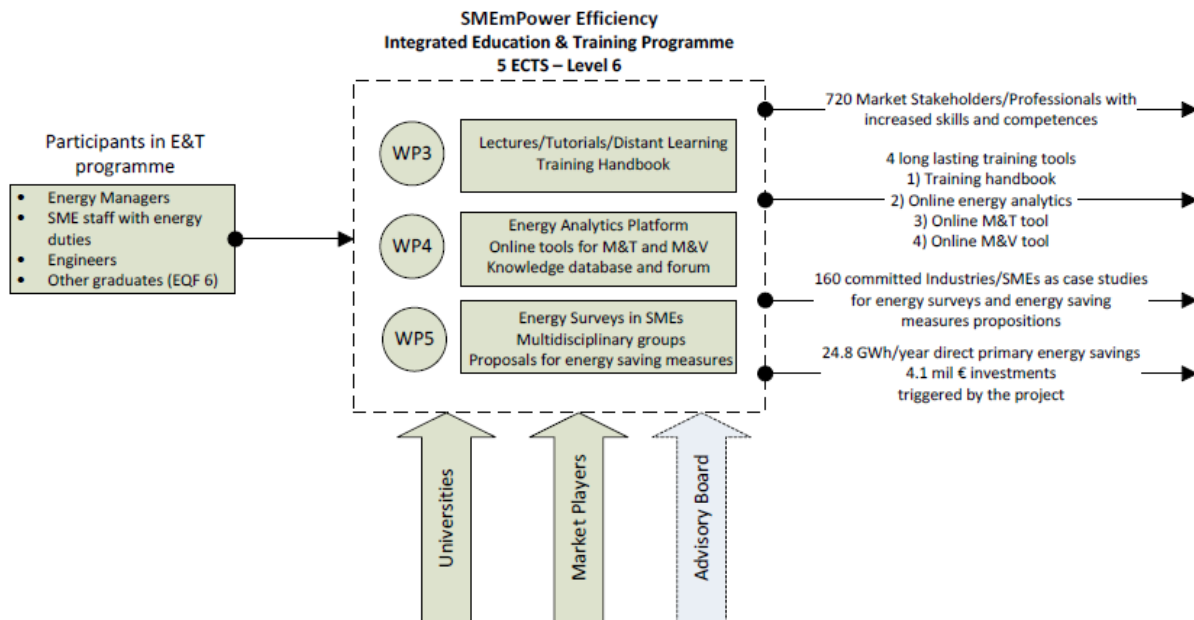 SMEmPower Efficiency
Integrated Education & Training Programme
5 ECTS – Level 6
Participants in E&T
programme
• Energy Managers
• SME staff with energy
duties
• Engineers
• Other graduates (EQF 6)
WP3
Lectures/Tutorials/Distant Learning
Training Handbook
WP4
Energy Analytics Platform
Online tools for M&T and M&V
Knowledge database and forum
WP5
Energy Surveys in SMEs
Multidisciplinary groups
Proposals for energy saving measures
720 Market Stakeholders/Professionals with
increased skills and competences
4 long lasting training tools
1) Training handbook
2) Online energy analytics
3) Online M&T tool
4) Online M&V tool
160 committed Industries/SMEs as case studies
for energy surveys and energy saving
measures propositions
24.8 GWh/year direct primary energy savings
4.1 mil € investments
triggered by the project
Universities
Market Players
Advisory Board